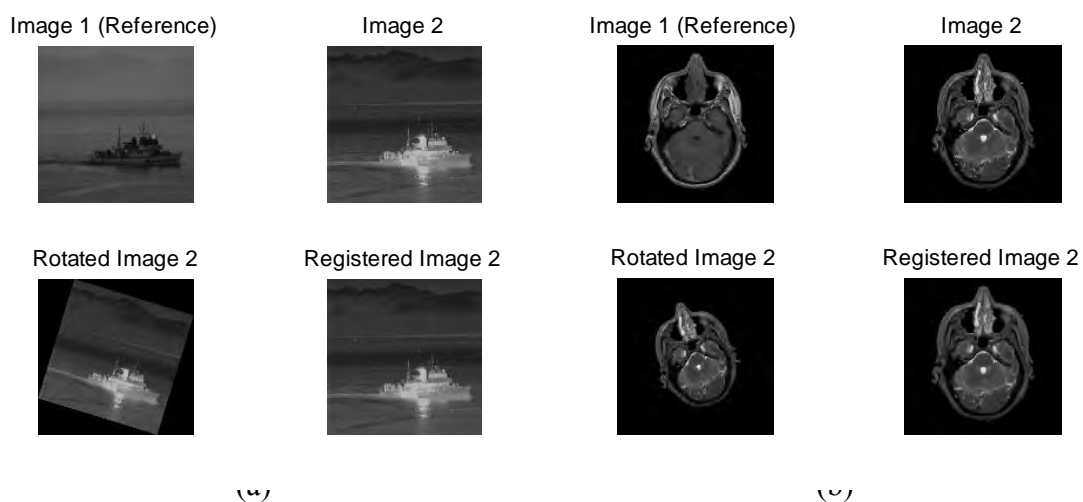 Image 1 (Reference) Image 2 Image 1 (Reference) Image 2
Rotated Image 2 Registered Image 2 Rotated Image 2 Registered Image 2
(a) (b)